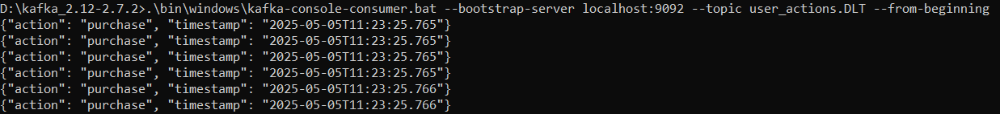 D:\kafka_2.12-2.7.2>.\bin\windows\kafka-console-consumer.bat --bootstrap-server localhost:9092 --topic user_actions.DLT --from-beginning
{"action": "purchase", "timestamp": "2025-05-05T11:23:25.765"}
{"action": "purchase", "timestamp": "2025-05-05T11:23:25.765"}
{"action": "purchase", "timestamp": "2025-05-05T11:23:25.765"}
{"action": "purchase", "timestamp": "2025-05-05T11:23:25.765"}
{"action": "purchase", "timestamp": "2025-05-05T11:23:25.766"}
{"action": "purchase", "timestamp": "2025-05-05T11:23:25.766"}